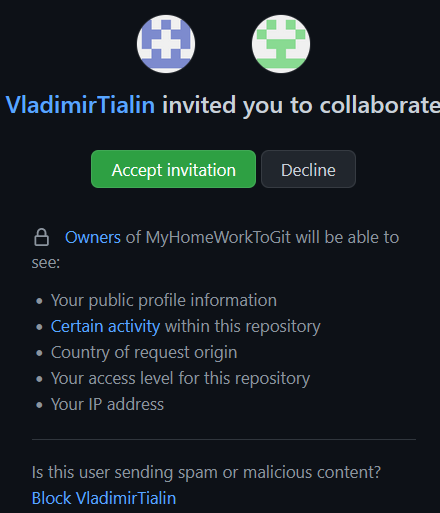 VladimirTialin invited you to collaborate
Accept invitation Decline
Owners of MyHomeWorkToGit will be able to
see:
• Your public profile information
• Certain activity within this repository
• Country of request origin
• Your access level for this repository
• Your IP address
Is this user sending spam or malicious content?
Block VladimirTialin